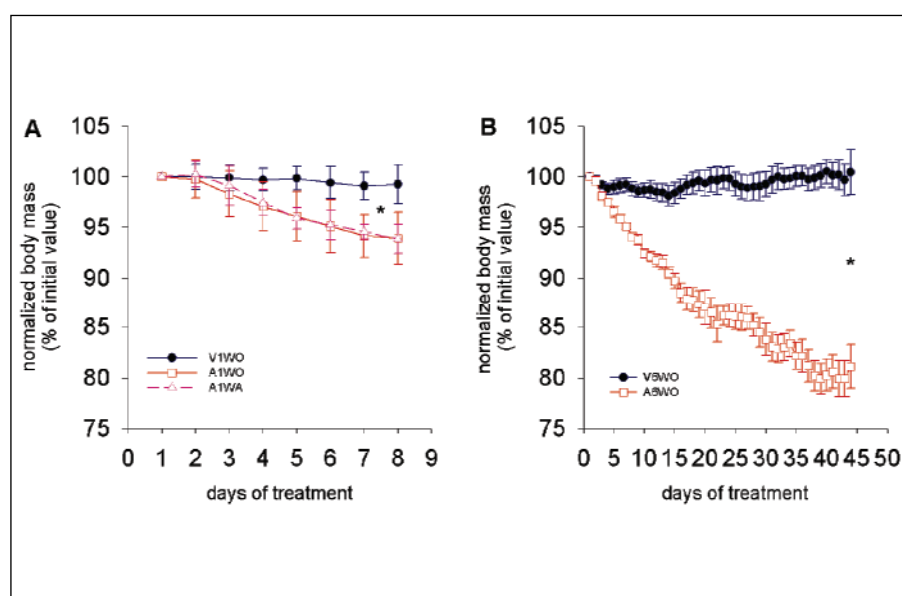 A
normalized body mass
(% of initial value)
105
100
95
90
85
80
75
*
V1WO
A1WO
A1WA
0 1 2 3 4 5 6 7 8 9
days of treatment
B
normalized body mass
(% of initial value)
105
100
95
90
85
80
75
*
V6WO
A6WO
0 5 10 15 20 25 30 35 40 45 50
days of treatment